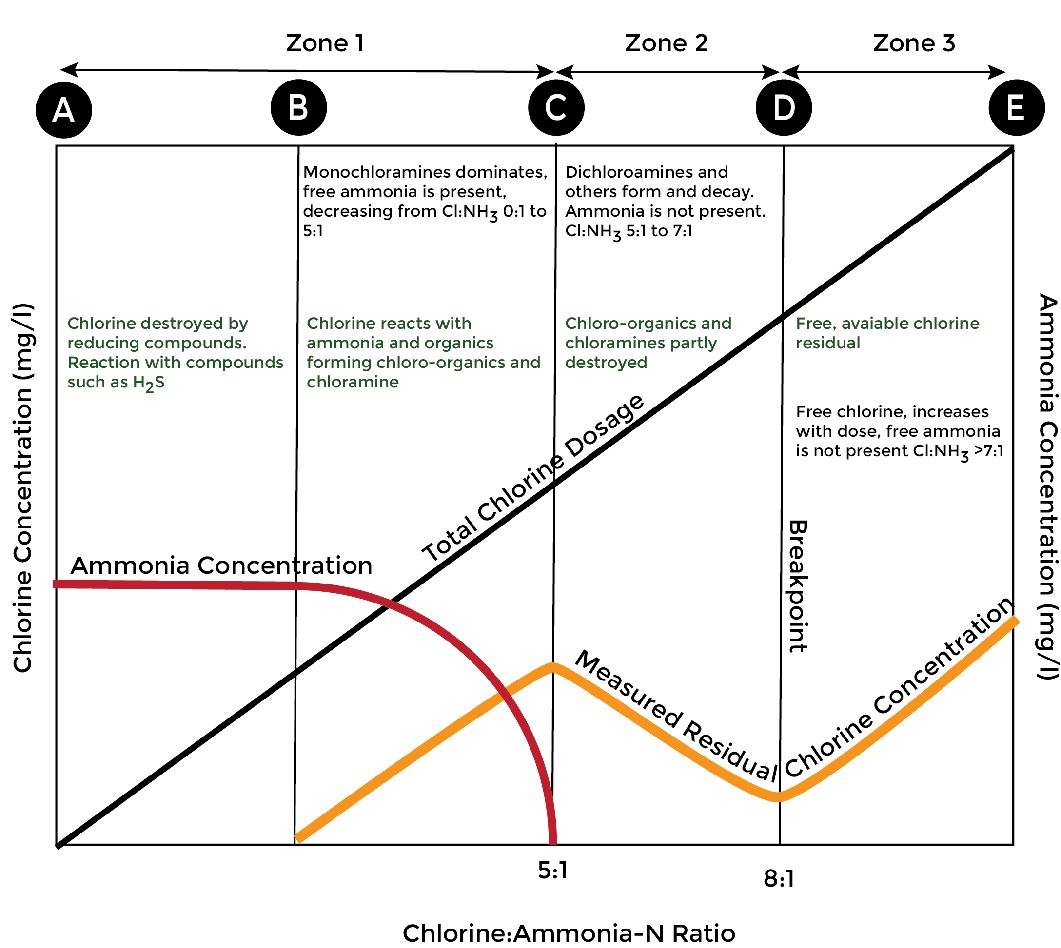 Zone 1
Zone 2
Zone 3
A
B
C
D
E
Monochloramines dominates,
free ammonia is present,
decreasing from Cl:NH3 0:1 to
5:1
Dichloroamines and
others form and decay.
Ammonia is not present.
Cl:NH3 5:1 to 7:1
Chlorine destroyed by
reducing compounds.
Reaction with compounds
such as H2S
Chlorine reacts with
ammonia and organics
forming chloro-organics and
chloramine
Chloro-organics and
chloramines partly
destroyed
Free, avaiable chlorine
residual
Free chlorine, increases
with dose, free ammonia
is not present Cl:NH3 >7:1
Chlorine Concentration (mg/l)
Ammonia Concentration (mg/l)
Total Chlorine Dosage
Ammonia Concentration
Breakpoint
Measured Residual
Chlorine Concentration
5:1
8:1
Chlorine:Ammonia-N Ratio